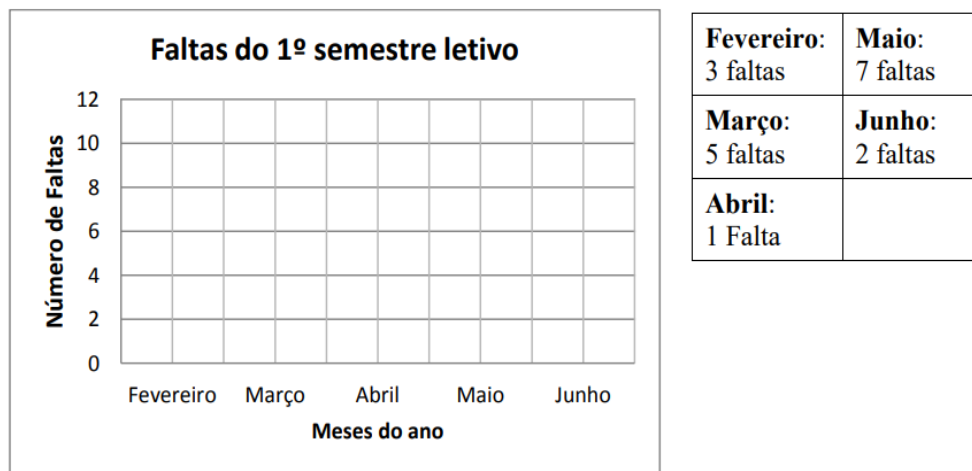 Faltas do 1º semestre letivo
Número de Faltas
12
10
8
6
4
2
0
Fevereiro Março Abril Maio Junho
Meses do ano
Fevereiro: Maio:
3 faltas 7 faltas
Março: Junho:
5 faltas 2 faltas
Abril:
1 Falta